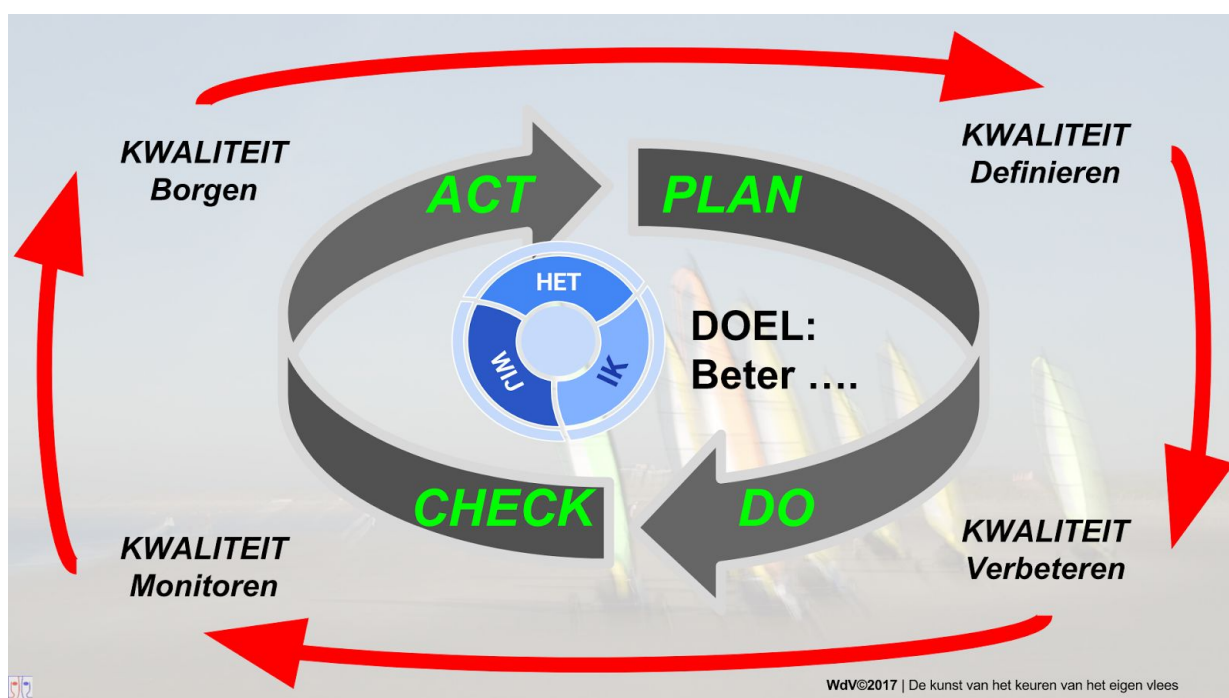 KWALITEIT
Borgen
KWALITEIT
Definieren
ACT
PLAN
HET
WIJ
IK
DOEL:
Beter ....
CHECK
DO
KWALITEIT
Monitoren
KWALITEIT
Verbeteren
WdV©2017 | De kunst van het keuren van het eigen vlees